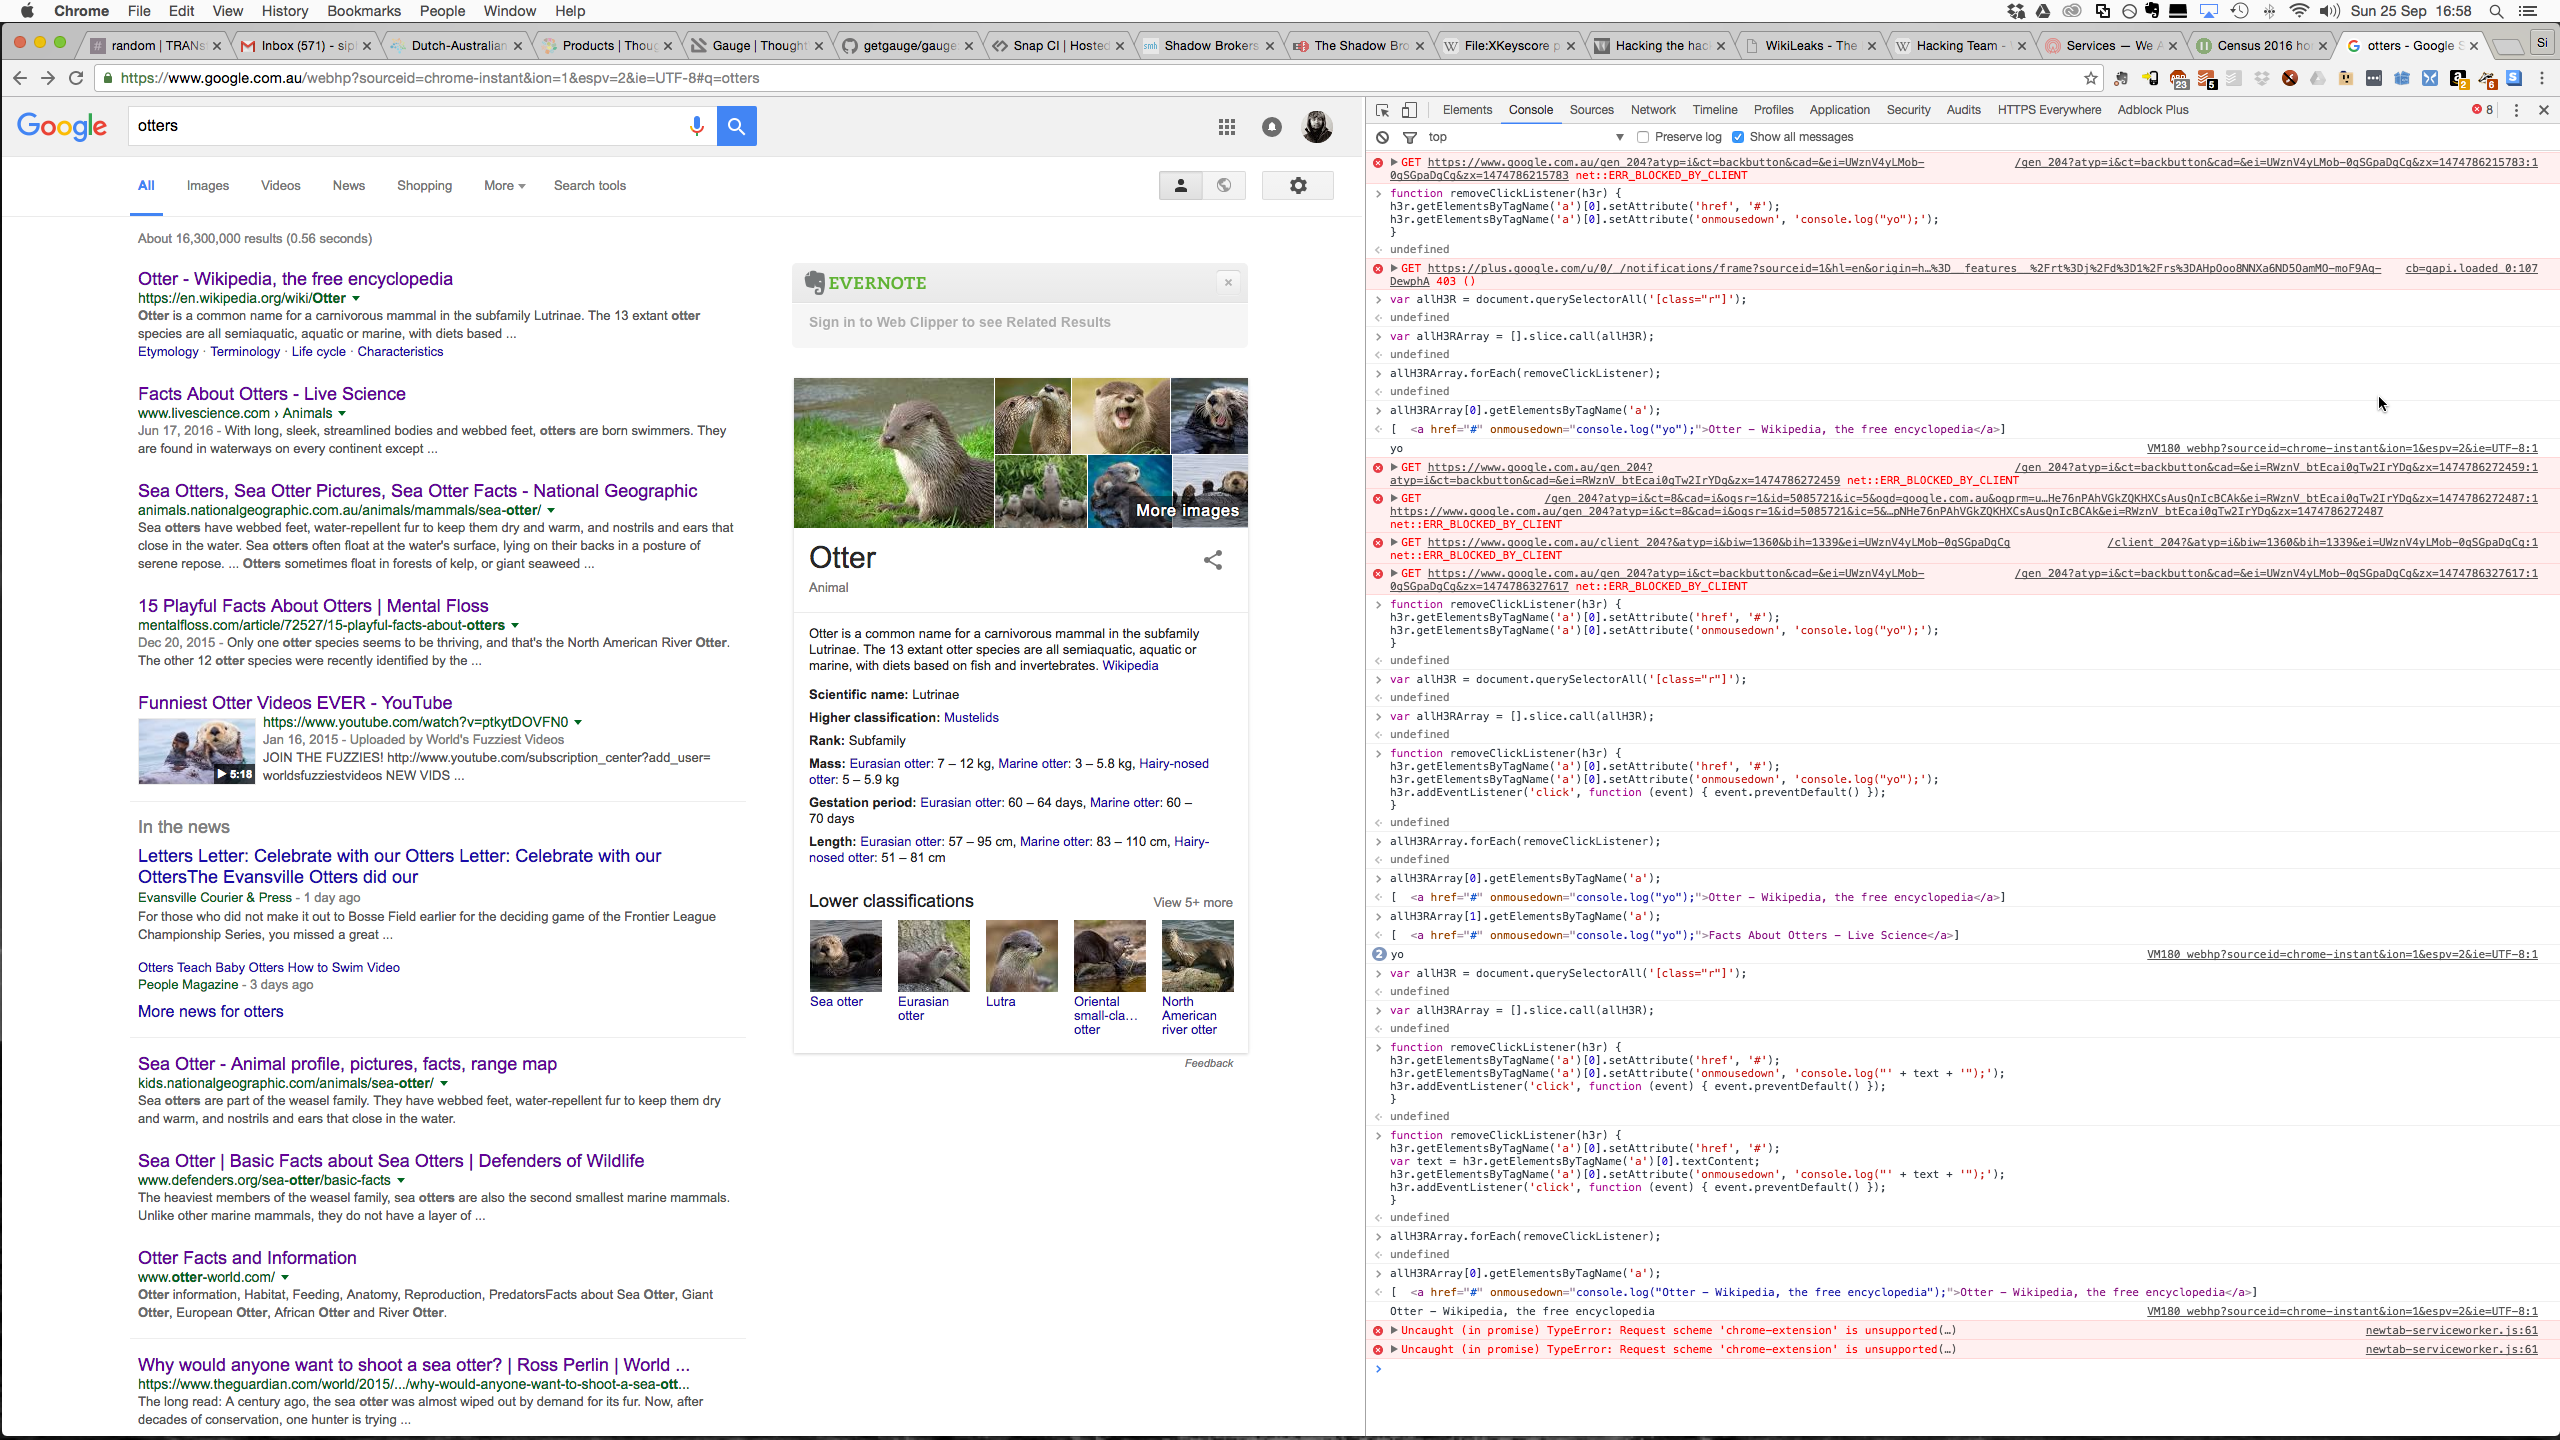 Chrome File Edit View History Bookmarks People Window Help
Sun 25 Sep 16:58
random | TRANs
Inbox (571) - sipl
Dutch-Australian
Products | Thoug
Gauge | Thought
getgauge/gauge:
Snap CI | Hosted
Shadow Brokers
The Shadow Bro
File:XKeyscore p
Hacking the hac
WikiLeaks - The
Hacking Team -
Services — We A
Census 2016 ho
otters - Google S
Si
https://www.google.com.au/webhp?sourceid=chrome-instant&ion=1&espv=2&ie=UTF-8#q=otters
Google
otters
All Images Videos News Shopping More Search tools
About 16,300,000 results (0.56 seconds)
Otter - Wikipedia, the free encyclopedia
https://en.wikipedia.org/wiki/Otter
Otter is a common name for a carnivorous mammal in the subfamily Lutrinae. The 13 extant otter
species are all semiaquatic, aquatic or marine, with diets based ...
Etymology · Terminology · Life cycle · Characteristics
Facts About Otters - Live Science
www.livescience.com › Animals
Jun 17, 2016 - With long, sleek, streamlined bodies and webbed feet, otters are born swimmers. They
are found in waterways on every continent except ...
Sea Otters, Sea Otter Pictures, Sea Otter Facts - National Geographic
animals.nationalgeographic.com.au/animals/mammals/sea-otter/
Sea otters have webbed feet, water-repellent fur to keep them dry and warm, and nostrils and ears that
close in the water. Sea otters often float at the water's surface, lying on their backs in a posture of
serene repose. ... Otters sometimes float in forests of kelp, or giant seaweed ...
15 Playful Facts About Otters | Mental Floss
mentalfloss.com/article/72527/15-playful-facts-about-otters
Dec 20, 2015 - Only one otter species seems to be thriving, and that's the North American River Otter.
The other 12 otter species were recently identified by the ...
Funniest Otter Videos EVER - YouTube
https://www.youtube.com/watch?v=ptkytDOVFN0
Jan 16, 2015 - Uploaded by World's Fuzziest Videos
JOIN THE FUZZIES! http://www.youtube.com/subscription_center?add_user=
worldsfuzziestvideos NEW VIDS ...
5:18
In the news
Letters Letter: Celebrate with our Otters Letter: Celebrate with our
OttersThe Evansville Otters did our
Evansville Courier & Press - 1 day ago
For those who did not make it out to Bosse Field earlier for the deciding game of the Frontier League
Championship Series, you missed a great ...
Otters Teach Baby Otters How to Swim Video
People Magazine - 3 days ago
More news for otters
Sea Otter - Animal profile, pictures, facts, range map
kids.nationalgeographic.com/animals/sea-otter/
Sea otters are part of the weasel family. They have webbed feet, water-repellent fur to keep them dry
and warm, and nostrils and ears that close in the water.
Sea Otter | Basic Facts about Sea Otters | Defenders of Wildlife
www.defenders.org/sea-otter/basic-facts
The heaviest members of the weasel family, sea otters are also the second smallest marine mammals.
Unlike other marine mammals, they do not have a layer of ...
Otter Facts and Information
www.otter-world.com/
Otter information, Habitat, Feeding, Anatomy, Reproduction, PredatorsFacts about Sea Otter, Giant
Otter, European Otter, African Otter and River Otter.
Why would anyone want to shoot a sea otter? | Ross Perlin | World ...
https://www.theguardian.com/world/2015/.../why-would-anyone-want-to-shoot-a-sea-ott...
The long read: A century ago, the sea otter was almost wiped out by demand for its fur. Now, after
decades of conservation, one hunter is trying ...
EVERNOTE
Sign in to Web Clipper to see Related Results
More images
Otter
Animal
Otter is a common name for a carnivorous mammal in the subfamily
Lutrinae. The 13 extant otter species are all semiaquatic, aquatic or
marine, with diets based on fish and invertebrates. Wikipedia
Scientific name: Lutrinae
Higher classification: Mustelids
Rank: Subfamily
Mass: Eurasian otter: 7 – 12 kg, Marine otter: 3 – 5.8 kg, Hairy-nosed
otter: 5 – 5.9 kg
Gestation period: Eurasian otter: 60 – 64 days, Marine otter: 60 –
70 days
Length: Eurasian otter: 57 – 95 cm, Marine otter: 83 – 110 cm, Hairy-
nosed otter: 51 – 81 cm
Lower classifications View 5+ more
Sea otter
Eurasian
otter
Lutra
Oriental
small-cla...
otter
North
American
river otter
Feedback
Elements Console Sources Network Timeline Profiles Application Security Audits HTTPS Everywhere Adblock Plus 8
top Preserve log Show all messages
GET https://www.google.com.au/gen_204?atyp=i&ct=backbutton&cad=&ei=UWznV4yLMob- /gen_204?atyp=i&ct=backbutton&cad=&ei=UWznV4yLMob-0gSGpaDgCg&zx=1474786215783:1
0gSGpaDgCg&zx=1474786215783 net::ERR_BLOCKED_BY_CLIENT
function removeClickListener(h3r) {
h3r.getElementsByTagName('a')[0].setAttribute('href', '#');
h3r.getElementsByTagName('a')[0].setAttribute('onmousedown', 'console.log("yo");');
}
undefined
GET https://plus.google.com/u/0/_/notifications/frame?sourceid=1&hl=en&origin=h…%3D__features__%2Frt%3Dj%2Fd%3D1%2Frs%3DAHpOoo8NNXa6ND5OamMO-moF9Ag- cb=gapi.loaded_0:107
DewphA 403 ()
var allH3R = document.querySelectorAll('[class="r"]');
undefined
var allH3RArray = [].slice.call(allH3R);
undefined
allH3RArray.forEach(removeClickListener);
undefined
allH3RArray[0].getElementsByTagName('a');
[ <a href="#" onmousedown="console.log("yo");">Otter - Wikipedia, the free encyclopedia</a>]
yo VM180 webhp?sourceid=chrome-instant&ion=1&espv=2&ie=UTF-8:1
GET https://www.google.com.au/gen_204? /gen_204?atyp=i&ct=backbutton&cad=&ei=RWznV_btEcai0gTw2IrYDg&zx=1474786272459:1
atyp=i&ct=backbutton&cad=&ei=RWznV_btEcai0gTw2IrYDg&zx=1474786272459 net::ERR_BLOCKED_BY_CLIENT
GET /gen_204?atyp=i&ct=8&cad=i&ogsr=1&id=5085721&ic=5&ogd=google.com.au&ogprm=u…He76nPAhVGkZQKHXCsAusQnIcBCAk&ei=RWznV_btEcai0gTw2IrYDg&zx=1474786272487:1
https://www.google.com.au/gen_204?atyp=i&ct=8&cad=i&ogsr=1&id=5085721&ic=5&…pNHe76nPAhVGkZQKHXCsAusQnIcBCAk&ei=RWznV_btEcai0gTw2IrYDg&zx=1474786272487
net::ERR_BLOCKED_BY_CLIENT
GET https://www.google.com.au/client_204?&atyp=i&biw=1360&bih=1339&ei=UWznV4yLMob-0gSGpaDgCg /client_204?&atyp=i&biw=1360&bih=1339&ei=UWznV4yLMob-0gSGpaDgCg:1
net::ERR_BLOCKED_BY_CLIENT
GET https://www.google.com.au/gen_204?atyp=i&ct=backbutton&cad=&ei=UWznV4yLMob- /gen_204?atyp=i&ct=backbutton&cad=&ei=UWznV4yLMob-0gSGpaDgCg&zx=1474786327617:1
0gSGpaDgCg&zx=1474786327617 net::ERR_BLOCKED_BY_CLIENT
function removeClickListener(h3r) {
h3r.getElementsByTagName('a')[0].setAttribute('href', '#');
h3r.getElementsByTagName('a')[0].setAttribute('onmousedown', 'console.log("yo");');
}
undefined
var allH3R = document.querySelectorAll('[class="r"]');
undefined
var allH3RArray = [].slice.call(allH3R);
undefined
function removeClickListener(h3r) {
h3r.getElementsByTagName('a')[0].setAttribute('href', '#');
h3r.getElementsByTagName('a')[0].setAttribute('onmousedown', 'console.log("yo");');
h3r.addEventListener('click', function (event) { event.preventDefault() });
}
undefined
allH3RArray.forEach(removeClickListener);
undefined
allH3RArray[0].getElementsByTagName('a');
[ <a href="#" onmousedown="console.log("yo");">Otter - Wikipedia, the free encyclopedia</a>]
allH3RArray[1].getElementsByTagName('a');
[ <a href="#" onmousedown="console.log("yo");">Facts About Otters - Live Science</a>]
2 yo VM180 webhp?sourceid=chrome-instant&ion=1&espv=2&ie=UTF-8:1
var allH3R = document.querySelectorAll('[class="r"]');
undefined
var allH3RArray = [].slice.call(allH3R);
undefined
function removeClickListener(h3r) {
h3r.getElementsByTagName('a')[0].setAttribute('href', '#');
h3r.getElementsByTagName('a')[0].setAttribute('onmousedown', 'console.log("' + text + '");');
h3r.addEventListener('click', function (event) { event.preventDefault() });
}
undefined
function removeClickListener(h3r) {
h3r.getElementsByTagName('a')[0].setAttribute('href', '#');
var text = h3r.getElementsByTagName('a')[0].textContent;
h3r.getElementsByTagName('a')[0].setAttribute('onmousedown', 'console.log("' + text + '");');
h3r.addEventListener('click', function (event) { event.preventDefault() });
}
undefined
allH3RArray.forEach(removeClickListener);
undefined
allH3RArray[0].getElementsByTagName('a');
[ <a href="#" onmousedown="console.log("Otter - Wikipedia, the free encyclopedia");">Otter - Wikipedia, the free encyclopedia</a>]
Otter - Wikipedia, the free encyclopedia VM180 webhp?sourceid=chrome-instant&ion=1&espv=2&ie=UTF-8:1
Uncaught (in promise) TypeError: Request scheme 'chrome-extension' is unsupported(…) newtab-serviceworker.js:61
Uncaught (in promise) TypeError: Request scheme 'chrome-extension' is unsupported(…) newtab-serviceworker.js:61